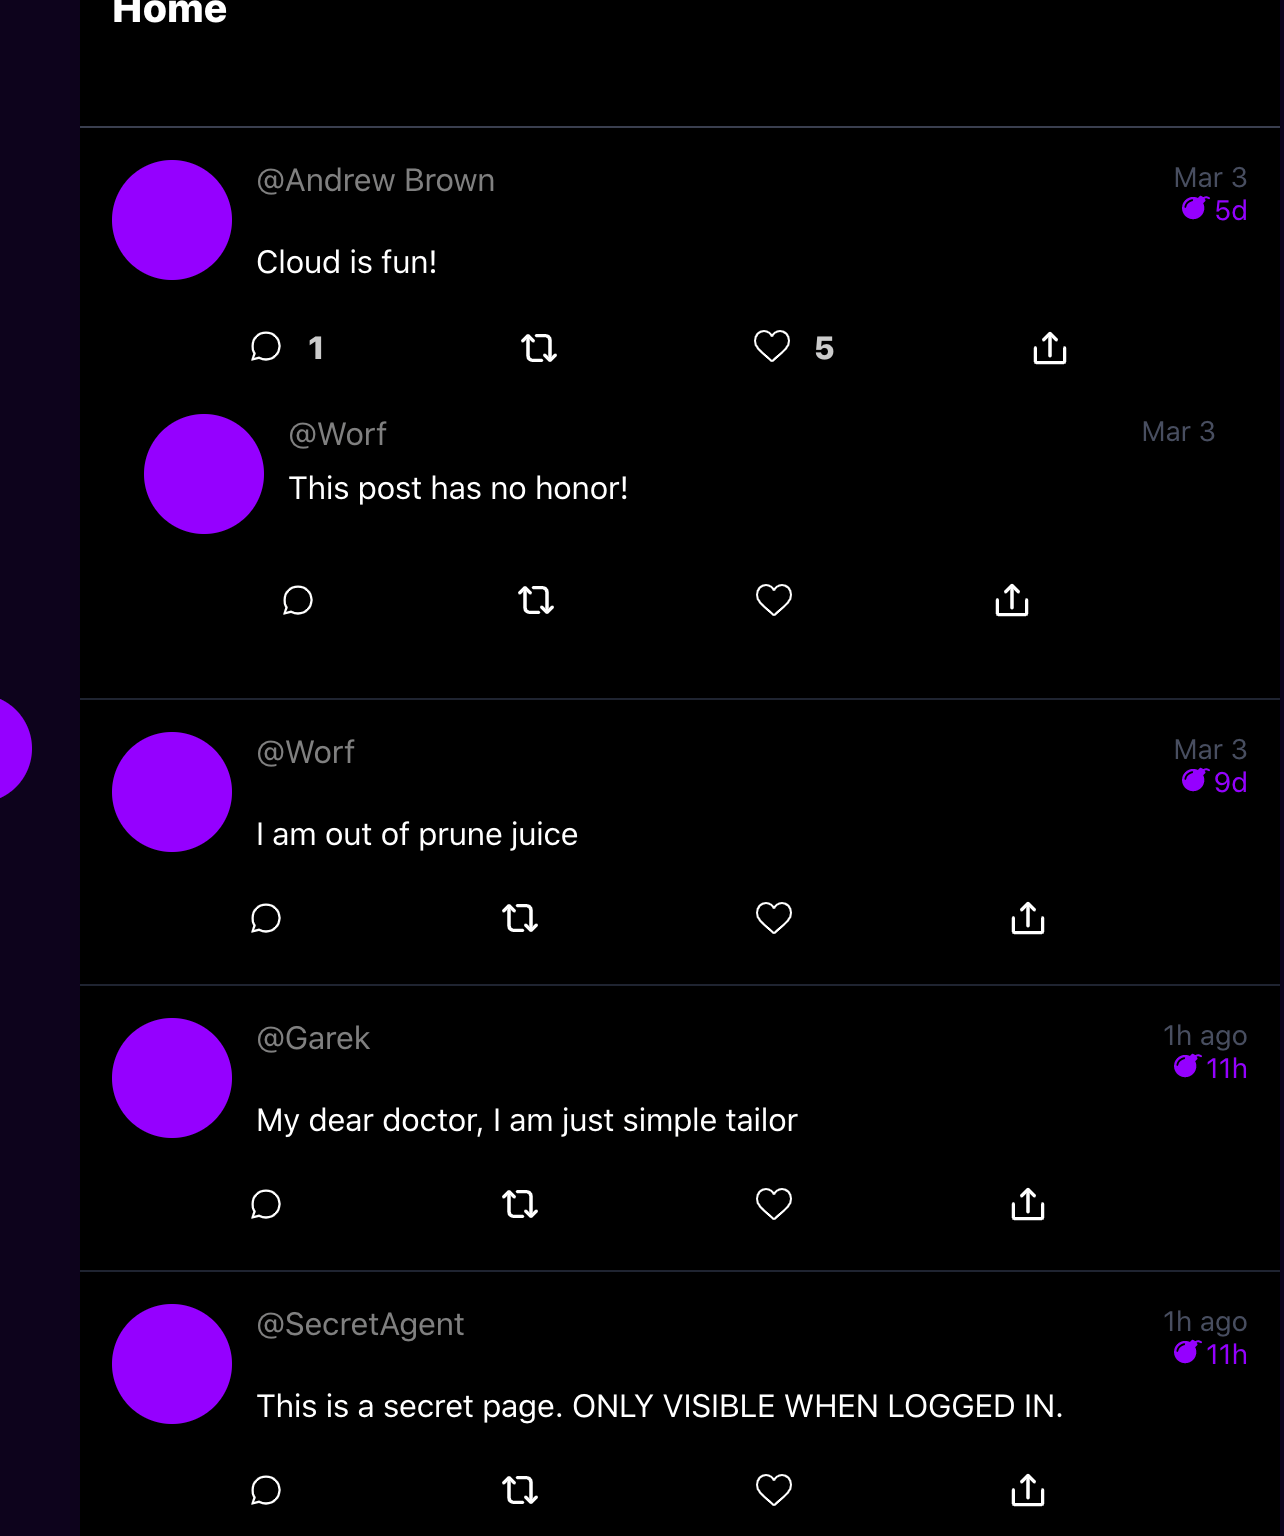 Home
@Andrew Brown
Mar 3
5d
Cloud is fun!
1
5
@Worf
Mar 3
This post has no honor!
@Worf
Mar 3
9d
I am out of prune juice
@Garek
1h ago
11h
My dear doctor, I am just simple tailor
@SecretAgent
1h ago
11h
This is a secret page. ONLY VISIBLE WHEN LOGGED IN.